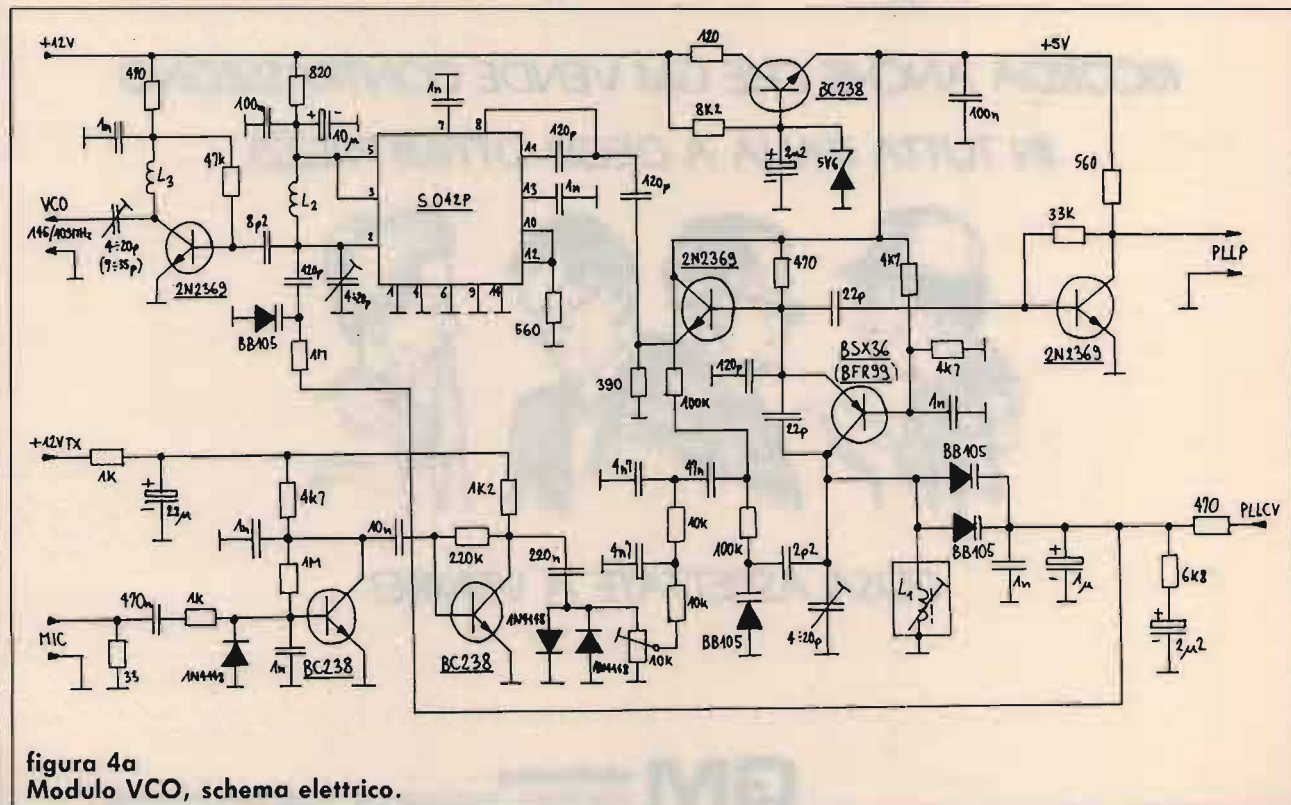 +12V
490
820
120
+5V
1n
100n
10µ
1n
8
7
BC238
8K2
100n
5
11
120p
560
L3
47k
3
SO42P
13
1n
120p
2µ2
5V6
33K
VCO
L2
10
146/105MHz
8p2
2
12
2N2369
470
4k7
PLLP
4÷20p
(9÷35p)
120p
4÷20p
1
4
6
9
14
22p
2N2369
BSX36
(BFR99)
4k7
2N2369
BB105
1M
560
390
120p
100K
22p
1n
+12VTX
1K
BB105
4n7
47n
470
PLLCV
22µ
4k7
1K2
10K
100K
2p2
BB105
1n
10n
220K
220n
4n7
1n
1µ
6K8
470n
1k
1M
10K
L1
MIC
1N4148
BC238
1N4148
1N4148
10K
BB105
4÷20p
2µ2
33
1n
BC238
figura 4a
Modulo VCO, schema elettrico.